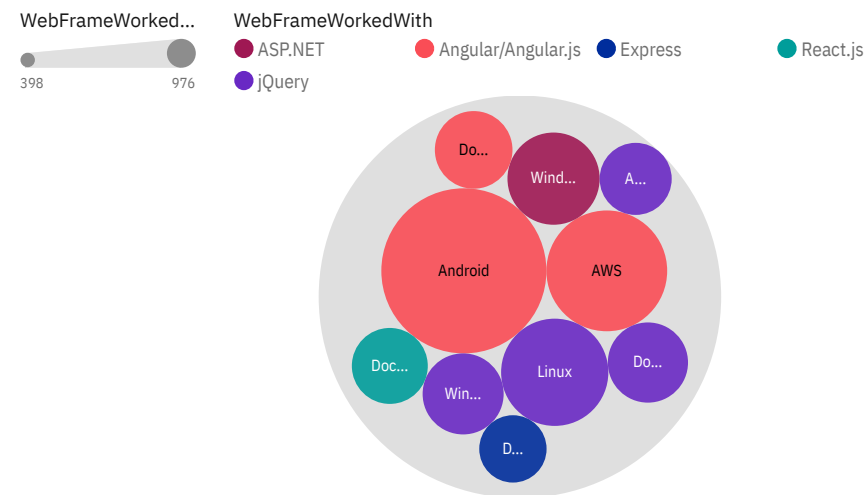 WebFrameWorked... WebFrameWorkedWith
ASP.NET Angular/Angular.js Express React.js
398 976
jQuery
Do...
Wind...
A...
Android
AWS
Doc...
Do...
Linux
Win...
D...